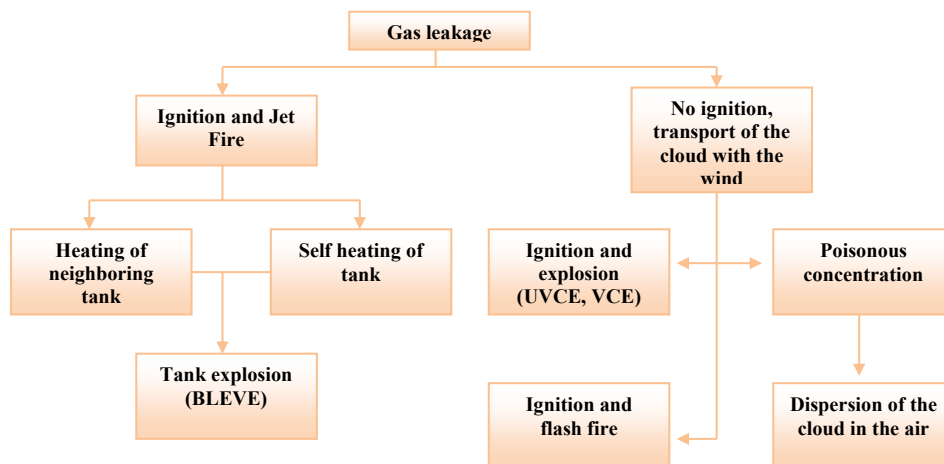 Gas leakage
Ignition and Jet
Fire
No ignition,
transport of the
cloud with the
wind
Heating of
neighboring
tank
Self heating of
tank
Ignition and
explosion
(UVCE, VCE)
Poisonous
concentration
Tank explosion
(BLEVE)
Ignition and
flash fire
Dispersion of the
cloud in the air